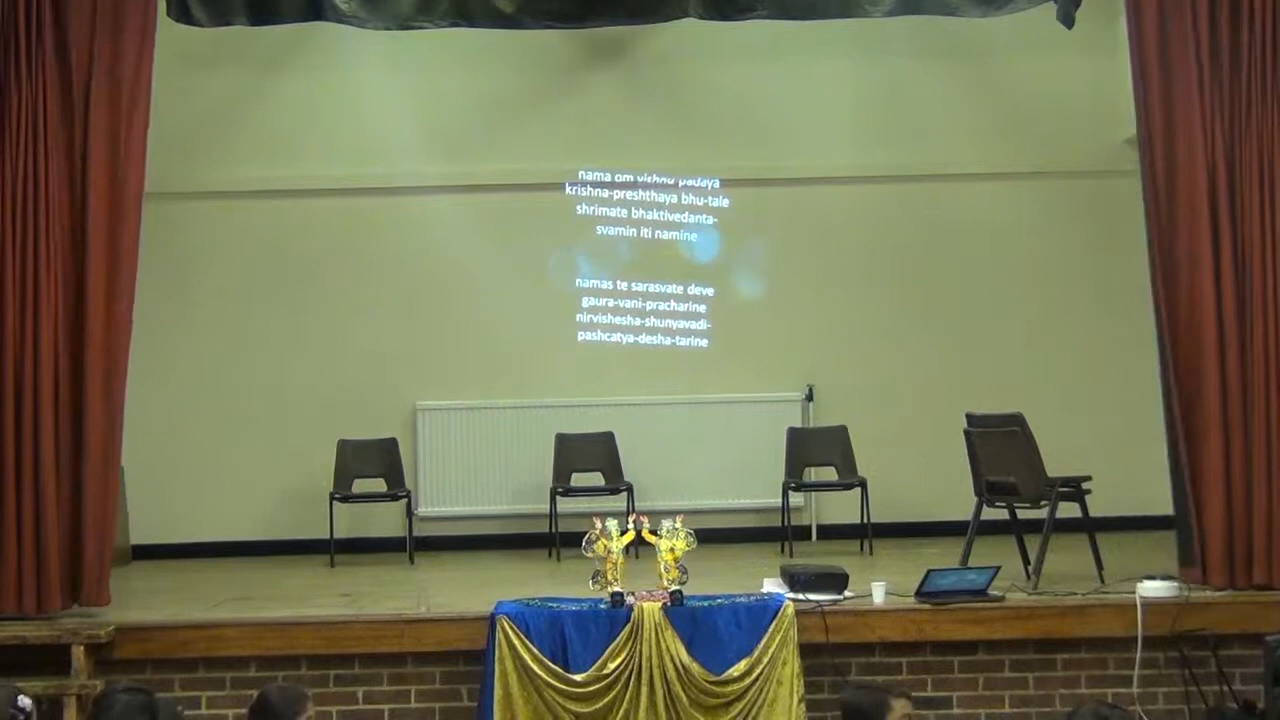 nama om vishnu padaya
krishna-preshthaya bhu-tale
shrimate bhaktivedanta-
svamin iti namine
namas te sarasvate deve
gaura-vani-pracharine
nirvishesha-shunyavadi-
pashcatya-desha-tarine